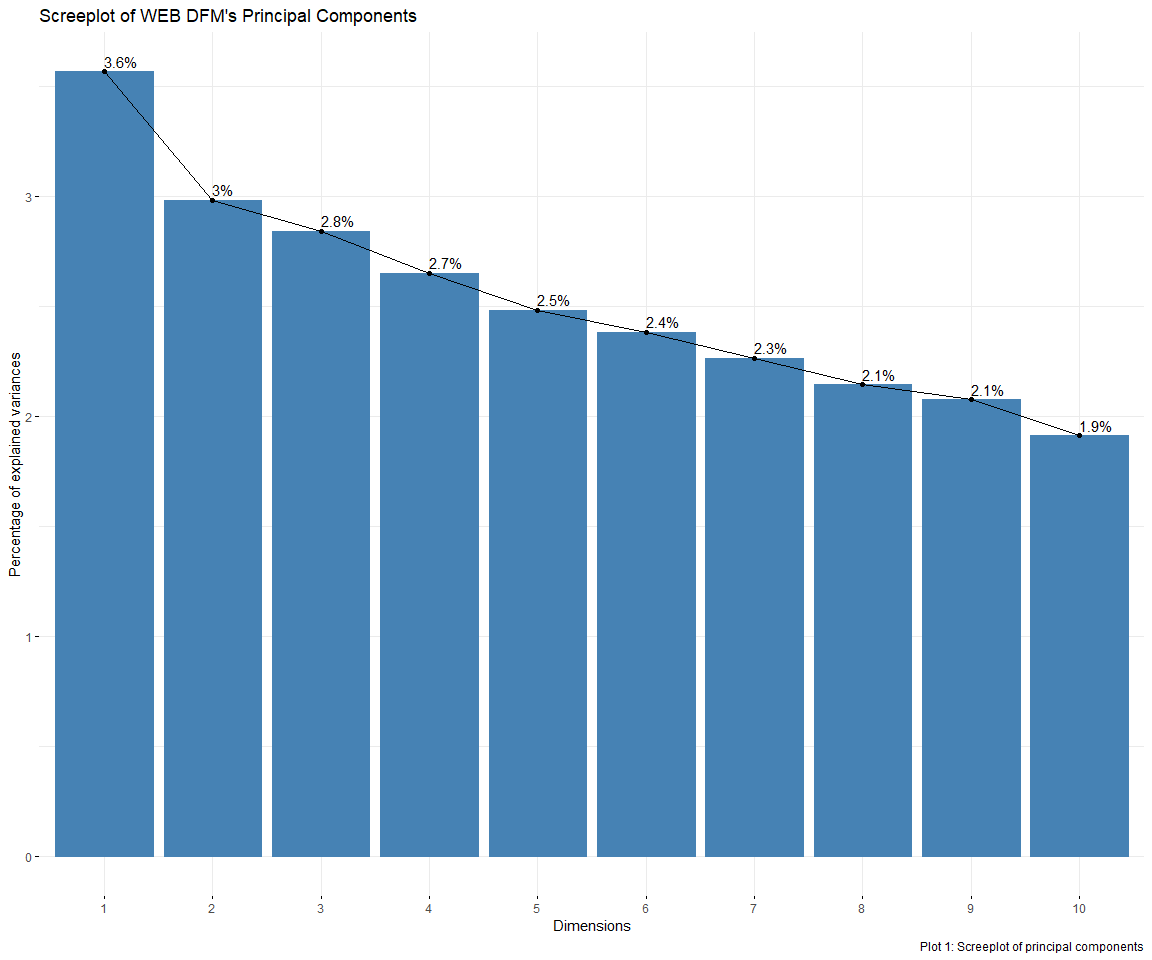 Screeplot of WEB DFM's Principal Components
3.6%
3%
2.8%
2.7%
2.5%
2.4%
2.3%
2.1%
2.1%
1.9%
Percentage of explained variances
3
2
1
0
1 2 3 4 5 6 7 8 9 10
Dimensions
Plot 1: Screeplot of principal components